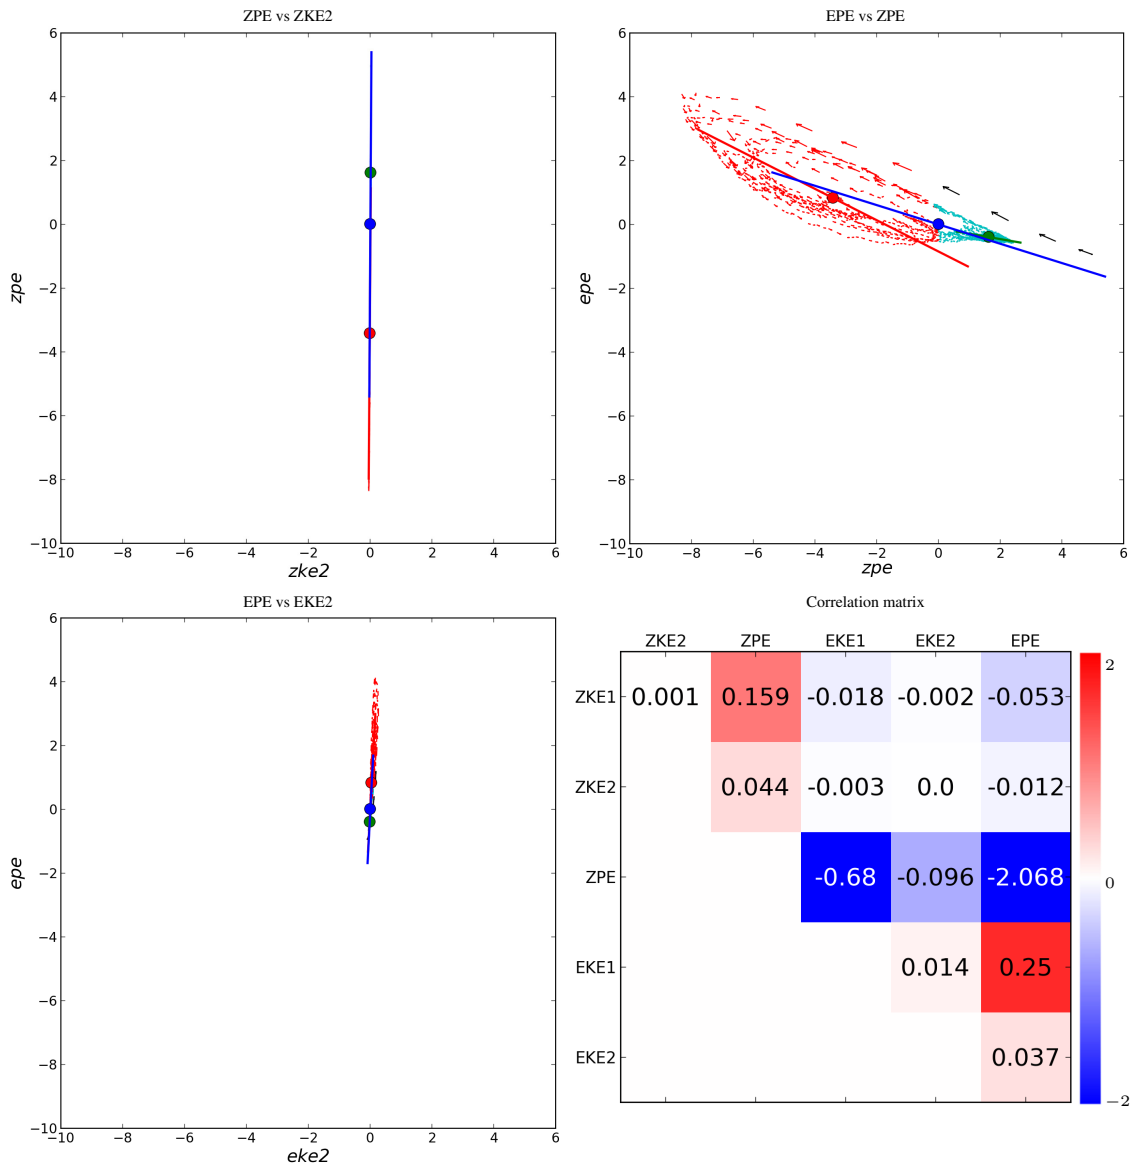 ZPE vs ZKE2
6
4
2
0
−2
−4
−6
−8
−10
zpe
−10 −8 −6 −4 −2 0 2 4 6
zke2
EPE vs ZPE
6
4
2
0
−2
−4
−6
−8
−10
epe
−10 −8 −6 −4 −2 0 2 4 6
zpe
EPE vs EKE2
6
4
2
0
−2
−4
−6
−8
−10
epe
−10 −8 −6 −4 −2 0 2 4 6
eke2
Correlation matrix
ZKE2 ZPE EKE1 EKE2 EPE
ZKE1 0.001 0.159 -0.018 -0.002 -0.053
ZKE2 0.044 -0.003 0.0 -0.012
ZPE -0.68 -0.096 -2.068
EKE1 0.014 0.25
EKE2 0.037
2
0
−2